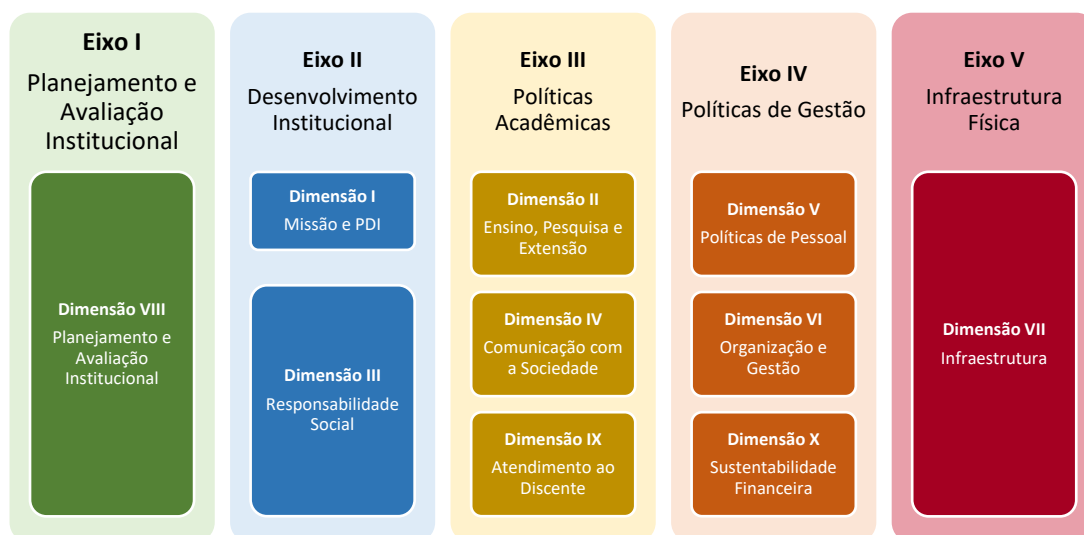 Eixo I
Planejamento e
Avaliação
Institucional
Dimensão VIII
Planejamento e
Avaliação
Institucional
Eixo II
Desenvolvimento
Institucional
Dimensão I
Missão e PDI
Dimensão III
Responsabilidade
Social
Eixo III
Políticas
Acadêmicas
Dimensão II
Ensino, Pesquisa e
Extensão
Dimensão IV
Comunicação com
a Sociedade
Dimensão IX
Atendimento ao
Discente
Eixo IV
Políticas de Gestão
Dimensão V
Políticas de Pessoal
Dimensão VI
Organização e
Gestão
Dimensão X
Sustentabilidade
Financeira
Eixo V
Infraestrutura
Física
Dimensão VII
Infraestrutura